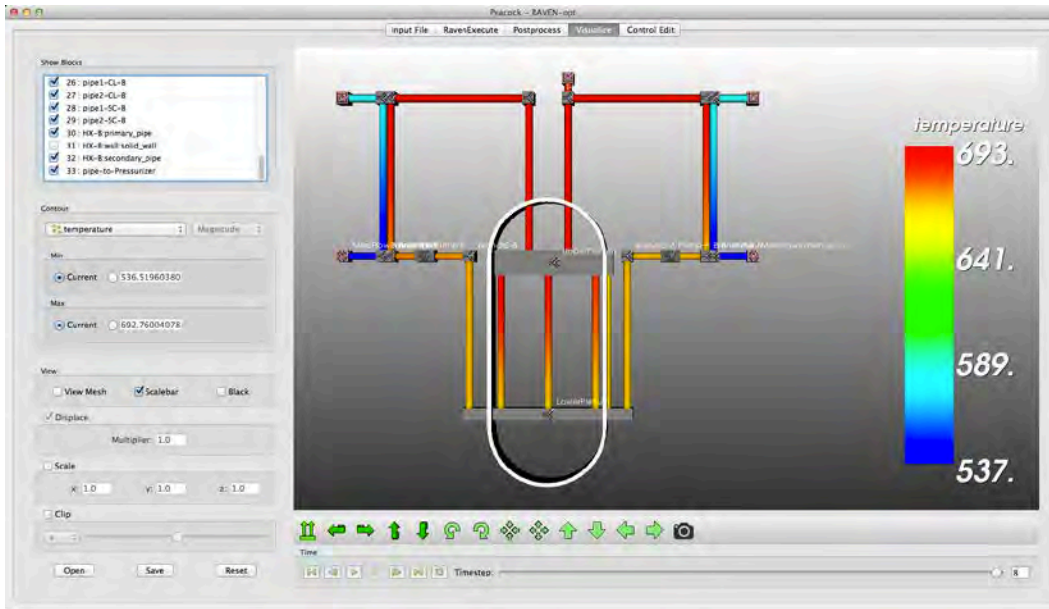 Peacock - RAVEN-opt
Input File RavenExecute Postprocess Visualize Control Edit
Show Blocks
26 : pipe1-CL-B
27 : pipe2-CL-B
28 : pipe1-SC-B
29 : pipe2-SC-B
30 : HX-B:primary_pipe
31 : HX-B:wall:solid_wall
32 : HX-B:secondary_pipe
33 : pipe-to-Pressurizer
Contour
temperature Magnitude
Min
Current 536.51960380
Max
Current 692.76004078
View
View Mesh Scalebar Black
Displace
Multiplier: 1.0
Scale
x: 1.0 y: 1.0 z: 1.0
Clip
x
Open Save Reset
temperature
693.
641.
589.
537.
UpperPlenum
LowerPlenum
Time
Timestep: 8